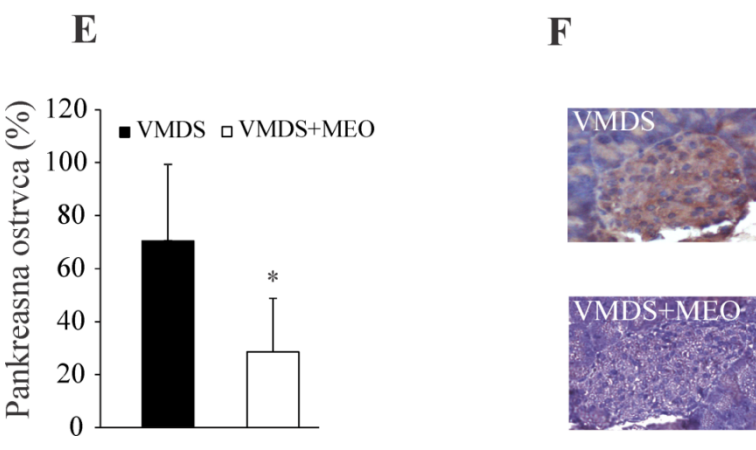 E
F
Pankreasna ostrvca (%)
120
100
80
60
40
20
0
■ VMDS □ VMDS+MEO
*
VMDS
VMDS+MEO